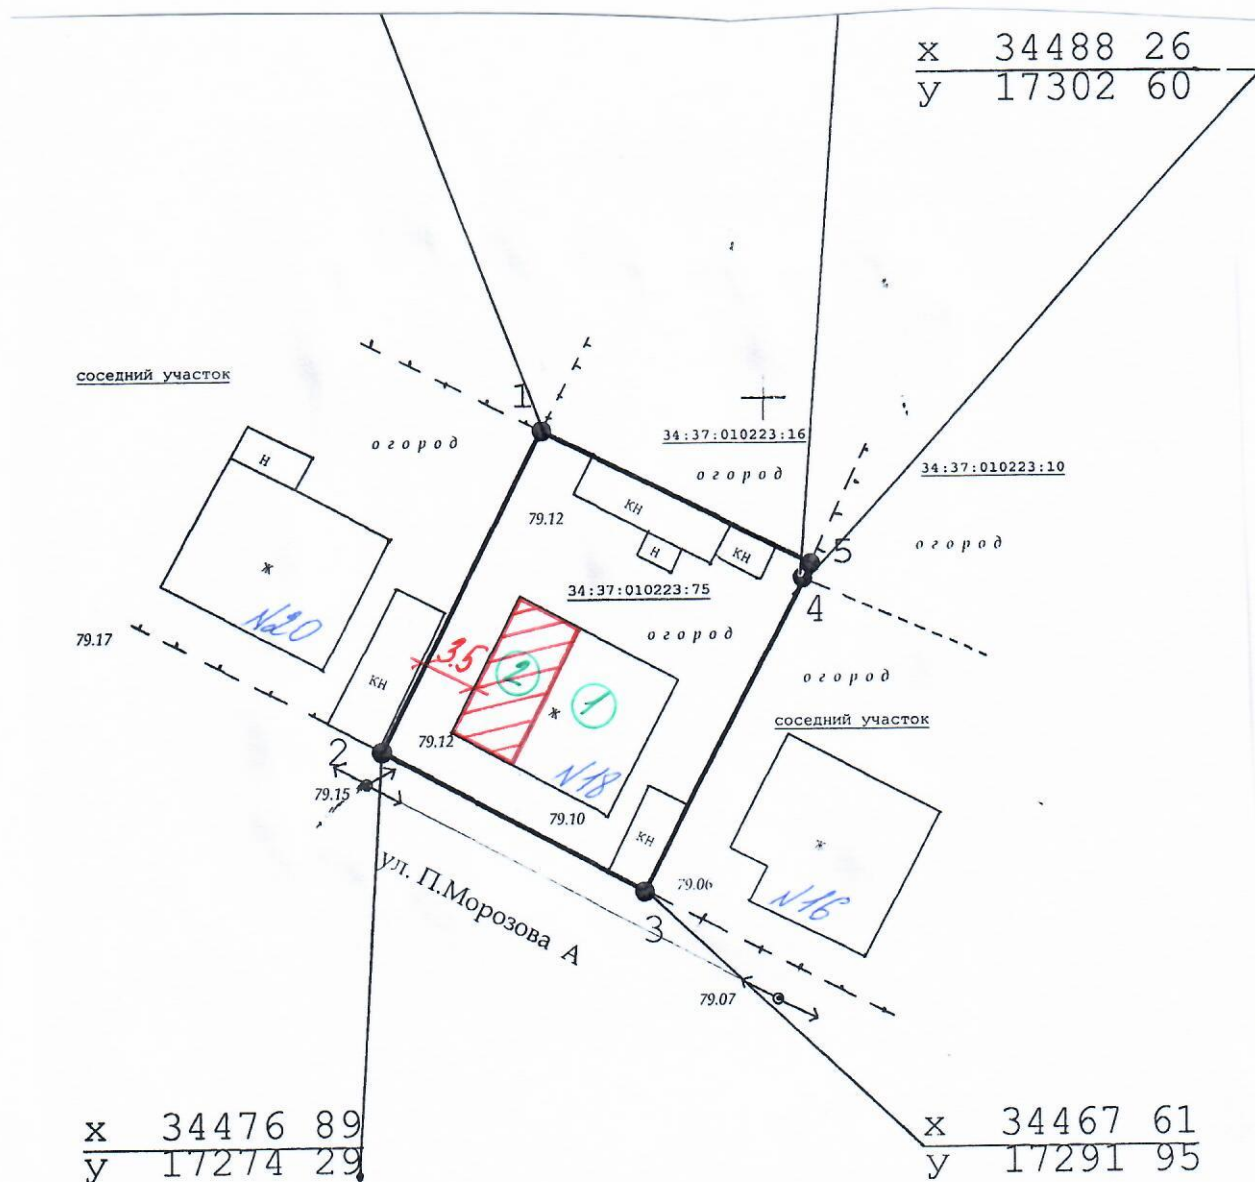 x 34488 26
y 17302 60
1
соседний участок
огород
34:37:010223:16
огород
34:37:010223:10
н
кн
79.12
н
кн
5
огород
ж
34:37:010223:75
4
№20
79.17
огород
3.5
2
1
огород
кн
ж
соседний участок
79.12
2
№18
79.15
79.10
кн
ж
ул. П.Морозова А
79.06
№16
3
79.07
x 34476 89
y 17274 29
x 34467 61
y 17291 95